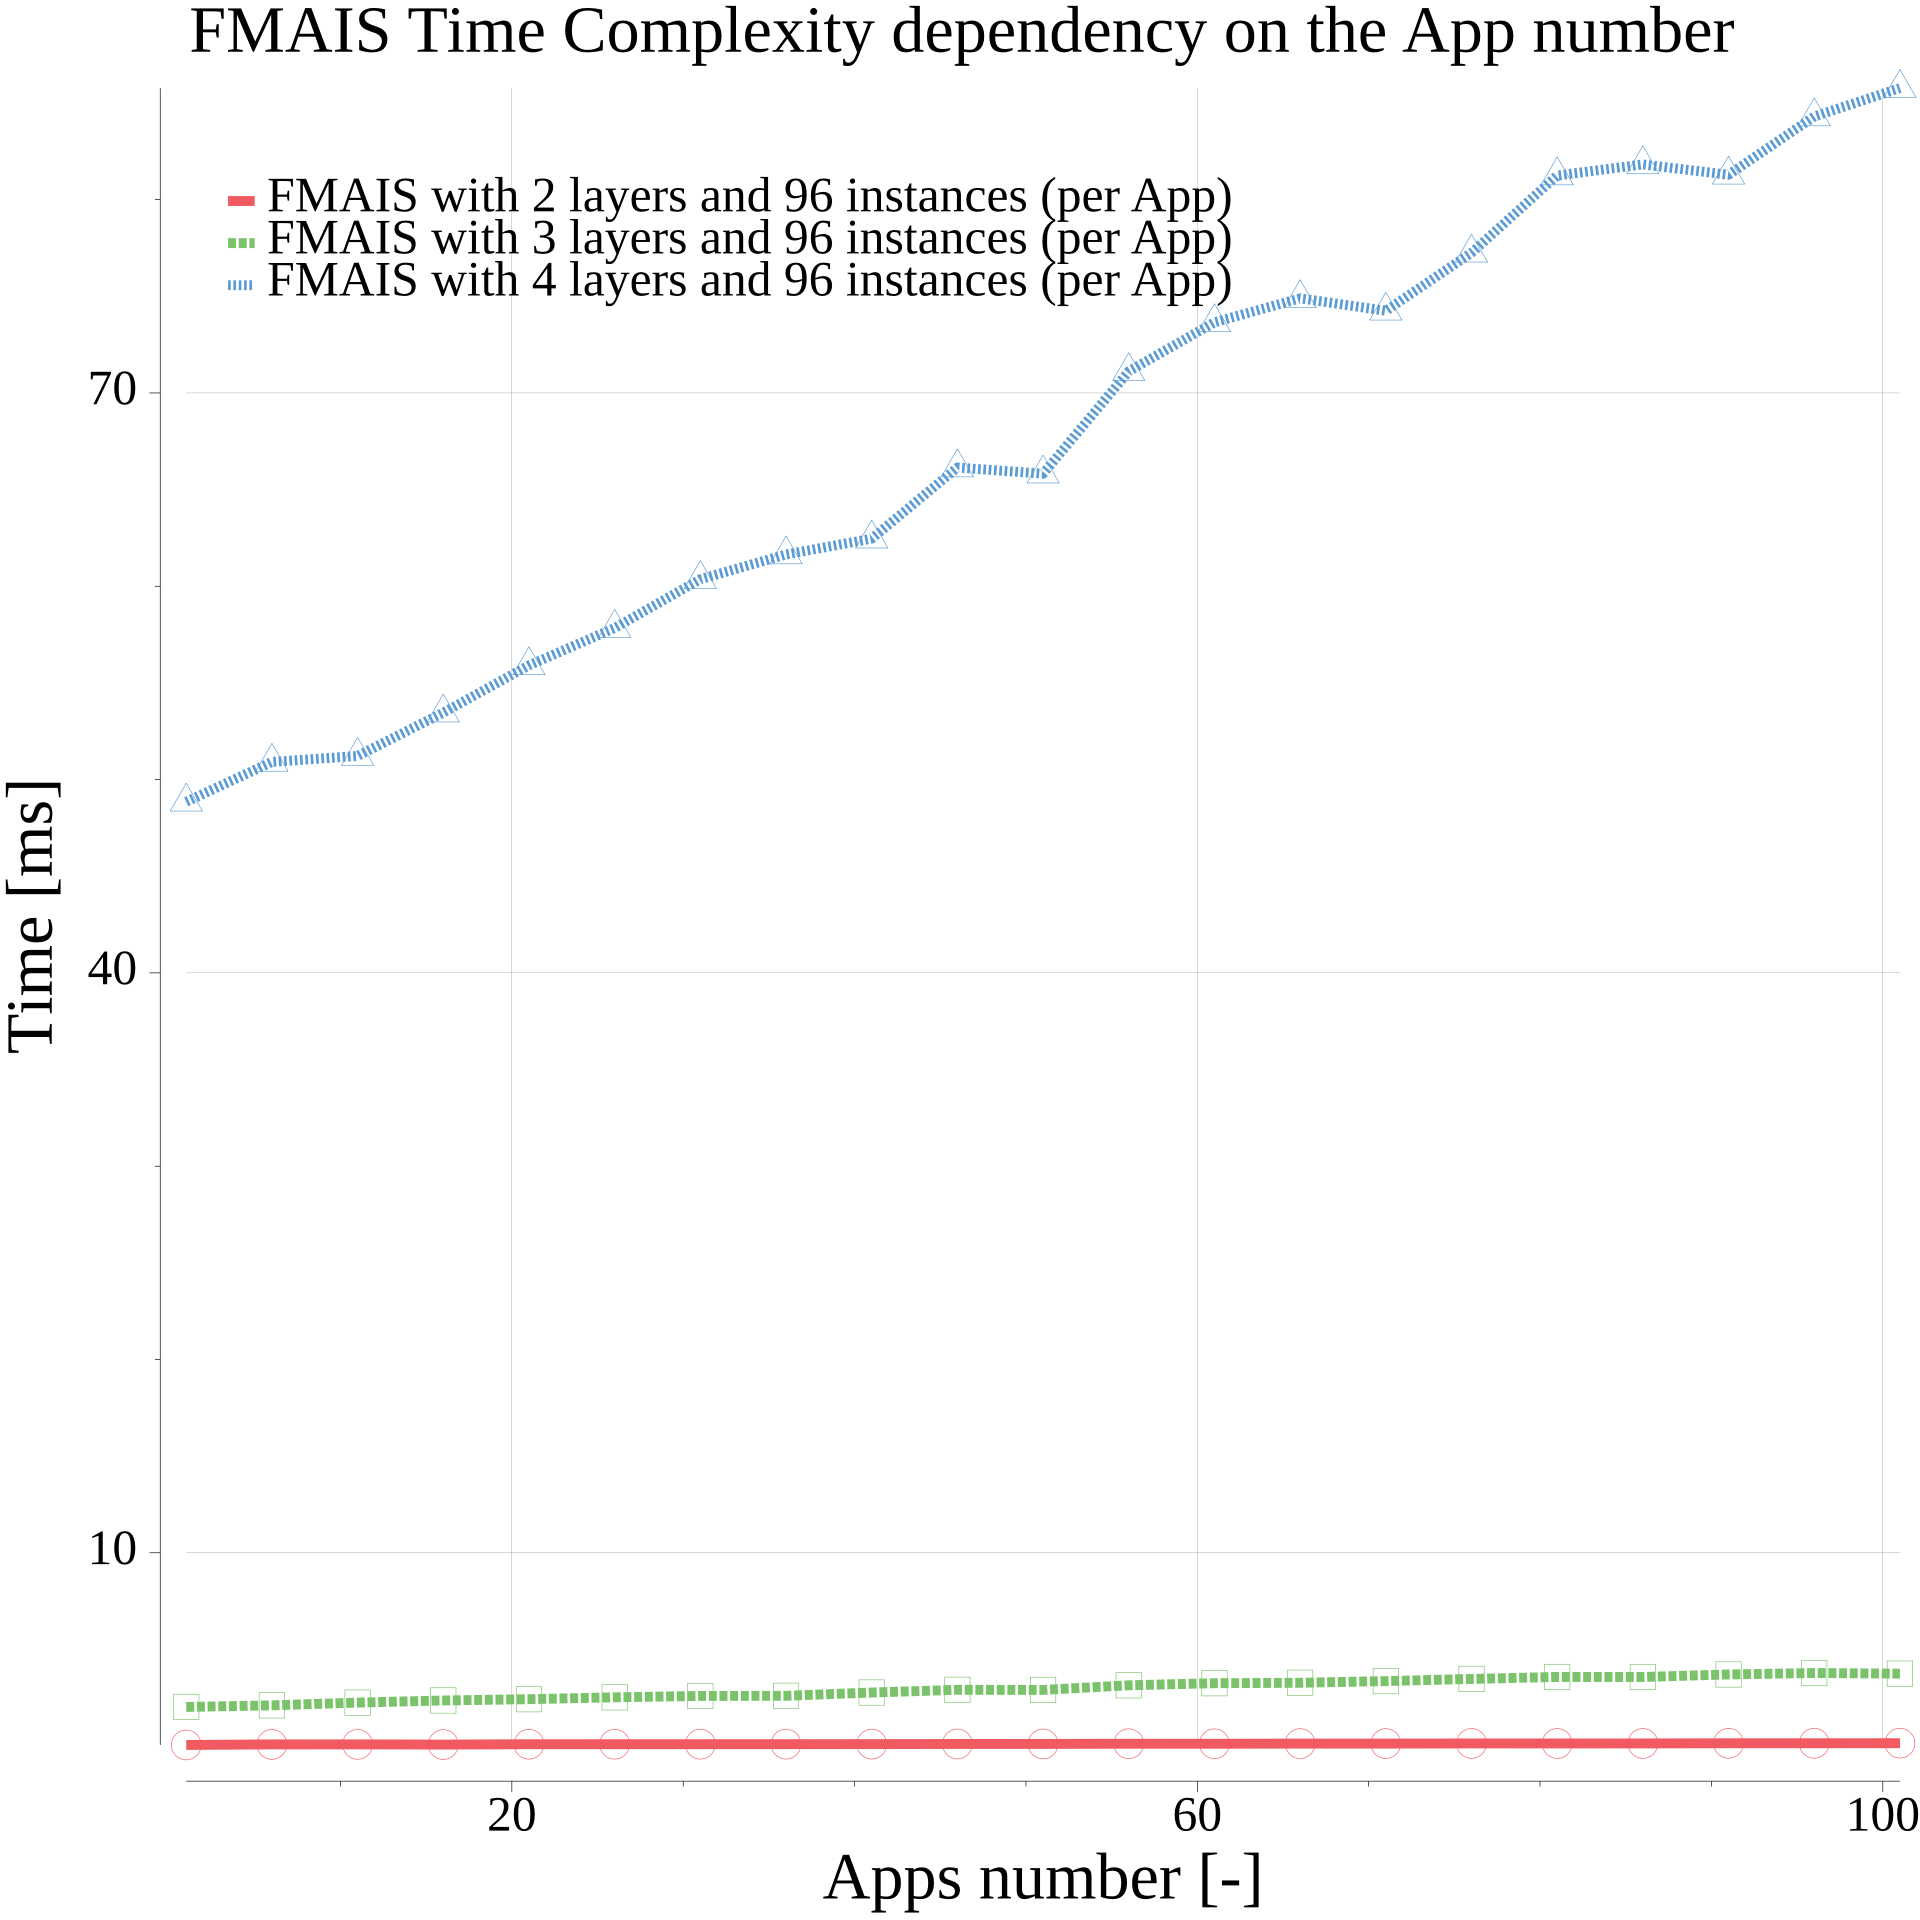 FMAIS Time Complexity dependency on the App number
FMAIS with 2 layers and 96 instances (per App)
FMAIS with 3 layers and 96 instances (per App)
FMAIS with 4 layers and 96 instances (per App)
70
40
10
Time [ms]
20
60
100
Apps number [-]